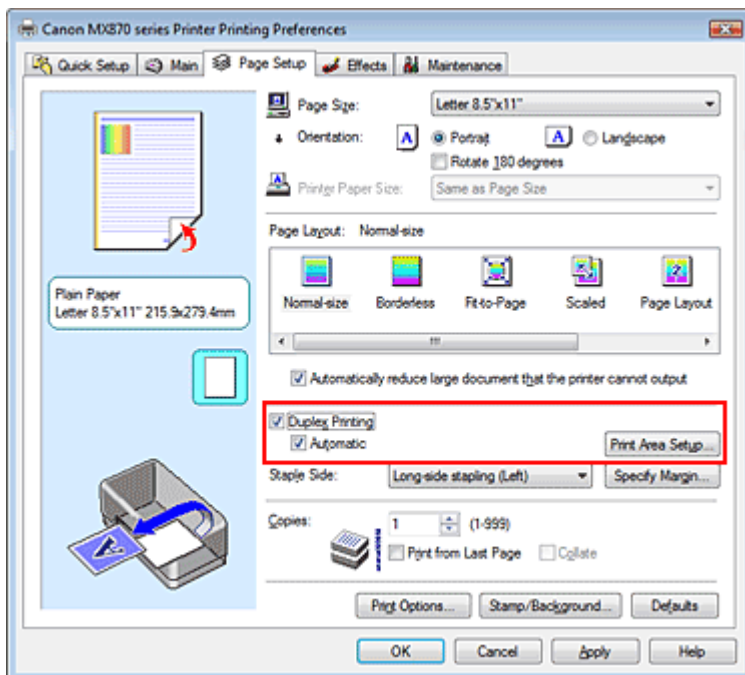 Canon MX870 series Printer Printing Preferences
Quick Setup Main Page Setup Effects Maintenance
Page Size: Letter 8.5"x11"
Orientation: A Portrait A Landscape
Rotate 180 degrees
Printer Paper Size: Same as Page Size
Page Layout: Normal-size
Normal-size Borderless Fit-to-Page Scaled Page Layout
Plain Paper
Letter 8.5"x11" 215.9x279.4mm
Automatically reduce large document that the printer cannot output
Duplex Printing
Automatic Print Area Setup...
Staple Side: Long-side stapling (Left) Specify Margin...
Copies: 1 (1-999)
Print from Last Page Collate
Print Options... Stamp/Background... Defaults
OK Cancel Apply Help